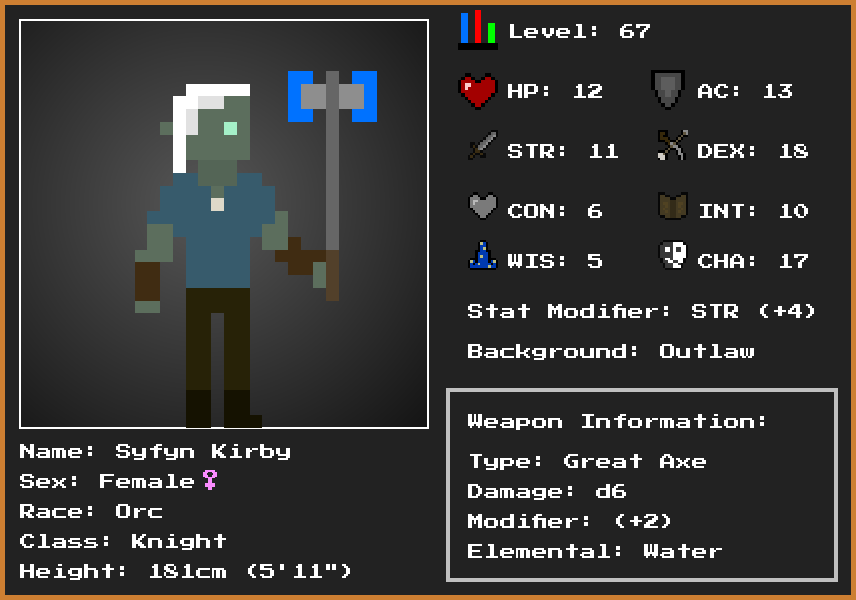 Level: 67
HP: 12
AC: 13
STR: 11
DEX: 18
CON: 6
INT: 10
WIS: 5
CHA: 17
Stat Modifier: STR (+4)
Background: Outlaw
Weapon Information:
Type: Great Axe
Damage: d6
Modifier: (+2)
Elemental: Water
Name: Syfyn Kirby
Sex: Female♀
Race: Orc
Class: Knight
Height: 181cm (5'11")